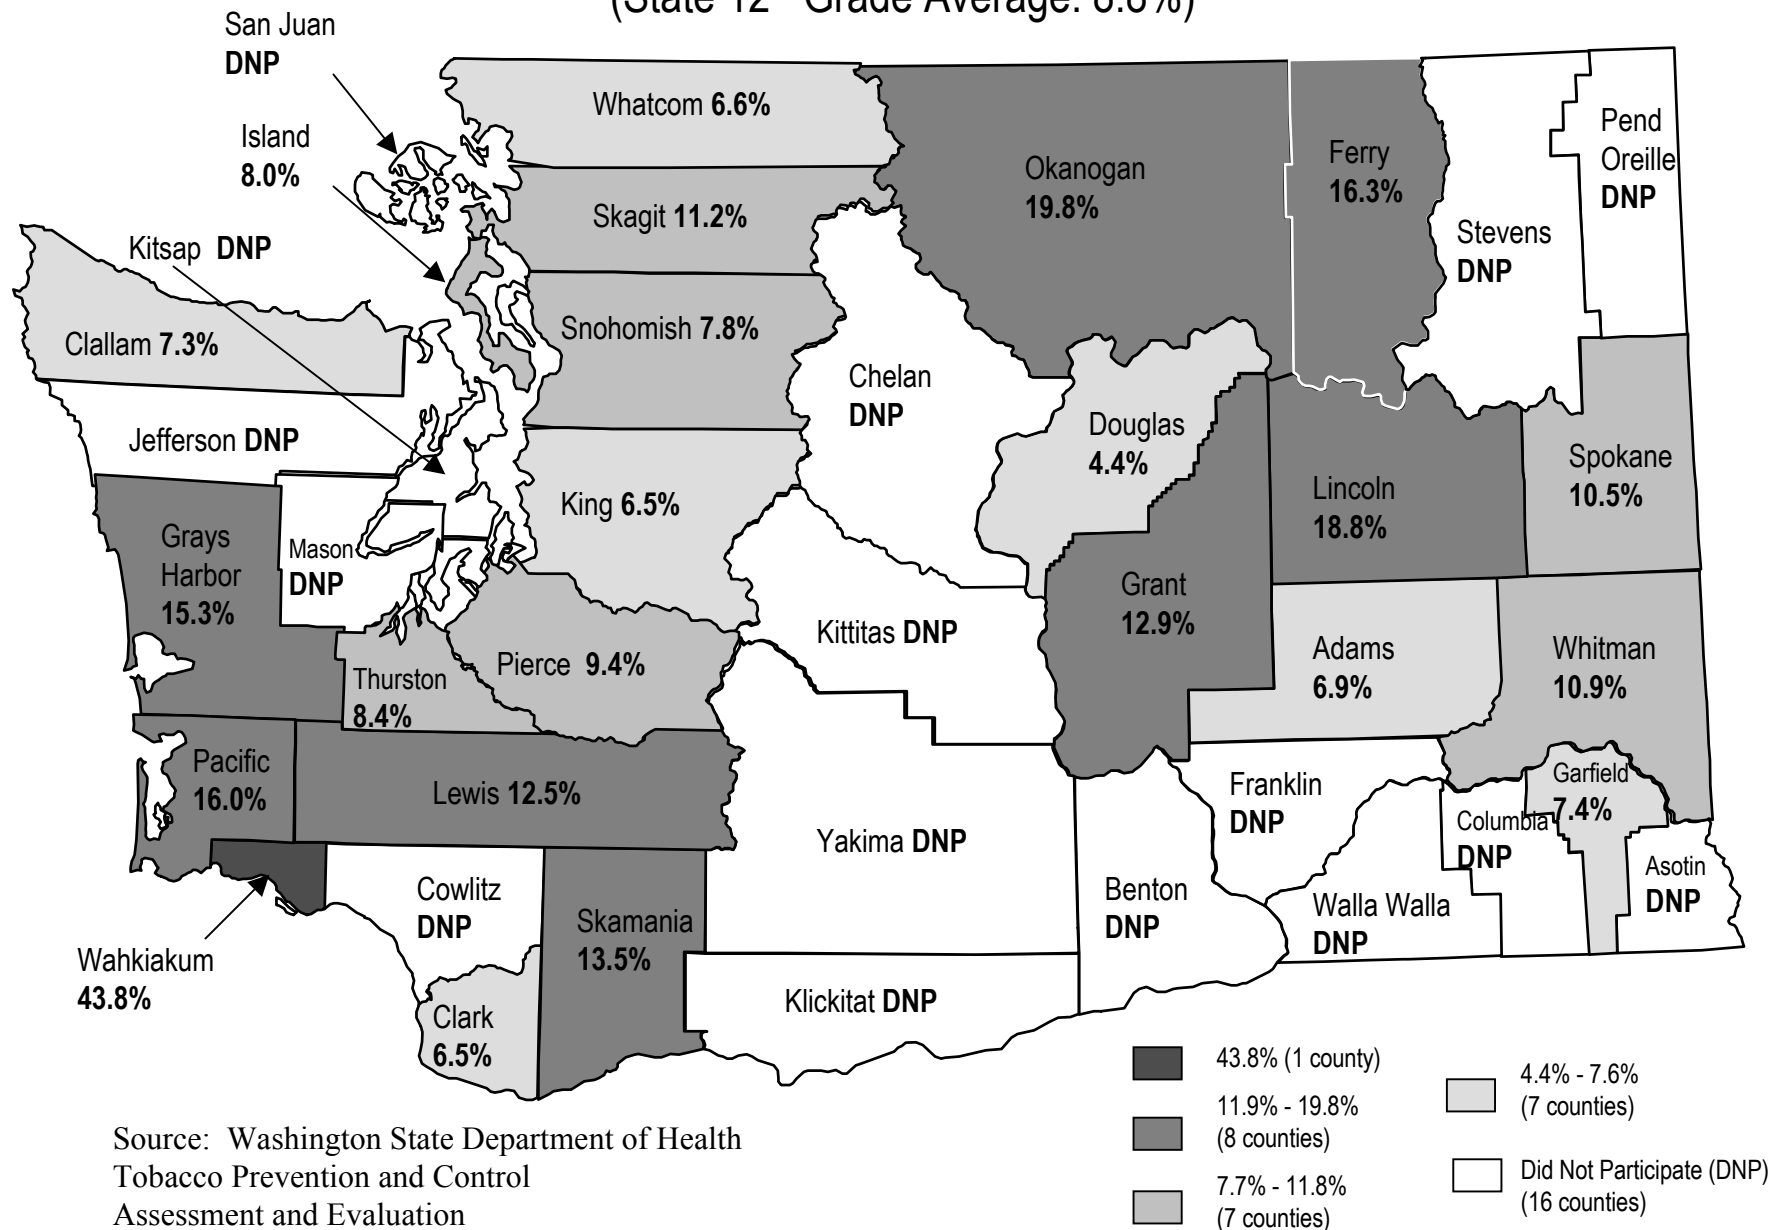 (State 12 Grade Average: 8.8%)
San Juan
DNP
Island
8.0%
Kitsap DNP
Whatcom 6.6%
Skagit 11.2%
Snohomish 7.8%
King 6.5%
Clallam 7.3%
Jefferson DNP
Grays
Harbor
15.3%
Mason
DNP
Thurston
8.4%
Pierce 9.4%
Pacific
16.0%
Lewis 12.5%
Wahkiakum
43.8%
Cowlitz
DNP
Clark
6.5%
Skamania
13.5%
Okanogan
19.8%
Ferry
16.3%
Stevens
DNP
Pend
Oreille
DNP
Chelan
DNP
Douglas
4.4%
Lincoln
18.8%
Spokane
10.5%
Grant
12.9%
Kittitas DNP
Adams
6.9%
Whitman
10.9%
Yakima DNP
Klickitat DNP
Benton
DNP
Franklin
DNP
Walla Walla
DNP
Columbia
DNP
Garfield
7.4%
Asotin
DNP
43.8% (1 county)
11.9% - 19.8%
(8 counties)
7.7% - 11.8%
(7 counties)
4.4% - 7.6%
(7 counties)
Did Not Participate (DNP)
(16 counties)
Source: Washington State Department of Health
Tobacco Prevention and Control
Assessment and Evaluation